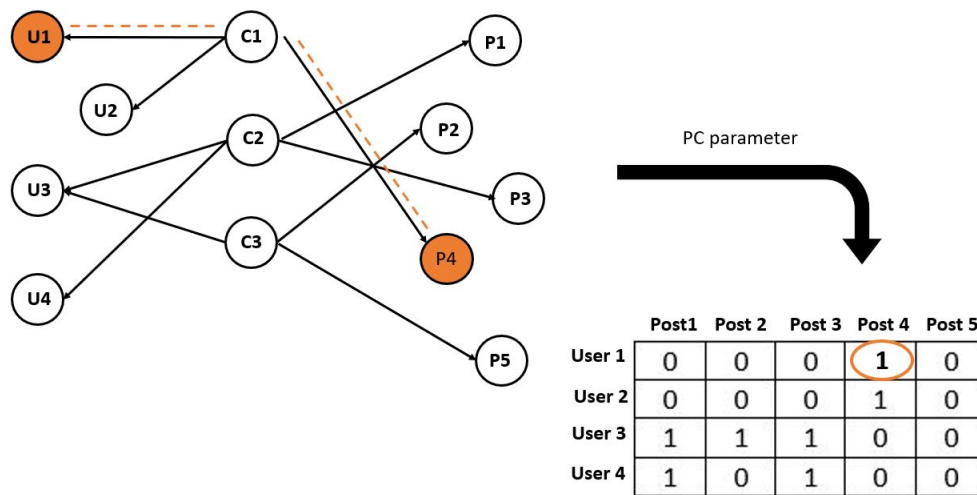 U1
C1
P1
U2
C2
P2
PC parameter
U3
P3
C3
P4
U4
P5
Post1 Post 2 Post 3 Post 4 Post 5
User 1 0 0 0 1 0
User 2 0 0 0 1 0
User 3 1 1 1 0 0
User 4 1 0 1 0 0